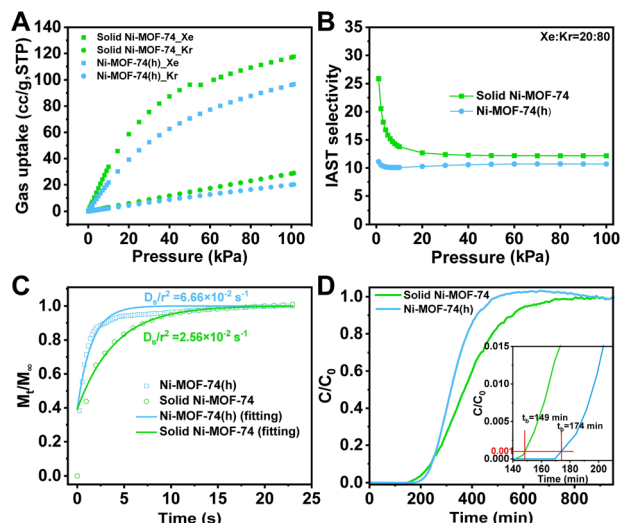 A
Solid Ni-MOF-74_Xe
Solid Ni-MOF-74_Kr
Ni-MOF-74(h)_Xe
Ni-MOF-74(h)_Kr
Gas uptake (cc/g,STP)
140
120
100
80
60
40
20
0
0 20 40 60 80 100
Pressure (kPa)
B
Xe:Kr=20:80
Solid Ni-MOF-74
Ni-MOF-74(h)
IAST selectivity
35
30
25
20
15
10
5
0
0 20 40 60 80 100
Pressure (kPa)
C
Dₛ/r²=6.66×10⁻² s⁻¹
Dₛ/r²=2.56×10⁻² s⁻¹
Ni-MOF-74(h)
Solid Ni-MOF-74
Ni-MOF-74(h) (fitting)
Solid Ni-MOF-74 (fitting)
Mₜ/M∞
1.0
0.8
0.6
0.4
0.2
0.0
0 5 10 15 20 25
Time (s)
D
Solid Ni-MOF-74
Ni-MOF-74(h)
C/C₀
1.0
0.8
0.6
0.4
0.2
0.0
0 200 400 600 800
Time (min)
C/C₀
0.015
0.010
0.005
0.001
0.000
t_b=149 min
t_b=174 min
140 160 180 200
Time (min)